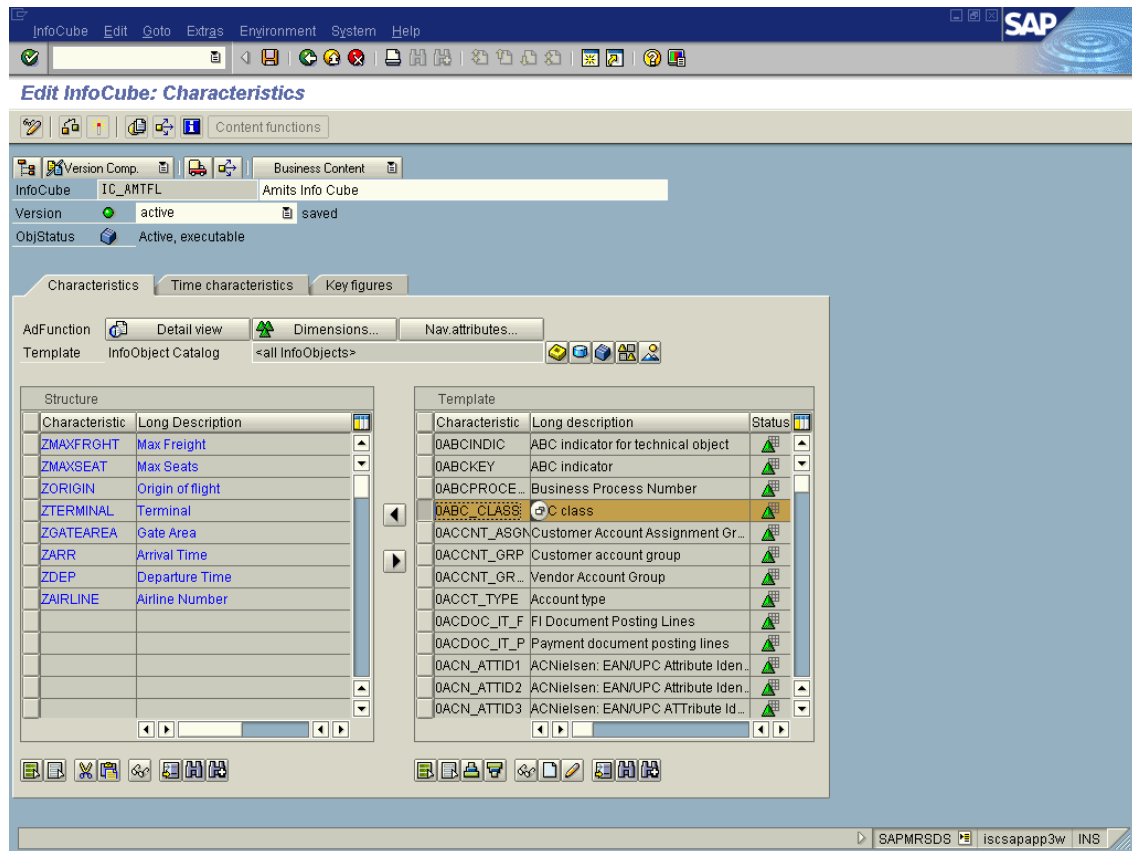 InfoCube Edit Goto Extras Environment System Help
SAP
Edit InfoCube: Characteristics
Content functions
Version Comp. Business Content
InfoCube IC_AMTFL Amits Info Cube
Version active saved
ObjStatus Active, executable
Characteristics Time characteristics Key figures
AdFunction Detail view Dimensions... Nav.attributes...
Template InfoObject Catalog <all InfoObjects>
Structure
Characteristic Long Description
ZMAXFRGHT Max Freight
ZMAXSEAT Max Seats
ZORIGIN Origin of flight
ZTERMINAL Terminal
ZGATEAREA Gate Area
ZARR Arrival Time
ZDEP Departure Time
ZAIRLINE Airline Number
Template
Characteristic Long description Status
0ABCINDIC ABC indicator for technical object
0ABCKEY ABC indicator
0ABCPROCE... Business Process Number
0ABC_CLASS C class
0ACCNT_ASGN Customer Account Assignment Gr...
0ACCNT_GRP Customer account group
0ACCNT_GR... Vendor Account Group
0ACCT_TYPE Account type
0ACDOC_IT_F FI Document Posting Lines
0ACDOC_IT_P Payment document posting lines
0ACN_ATTID1 ACNielsen: EAN/UPC Attribute Iden...
0ACN_ATTID2 ACNielsen: EAN/UPC Attribute Iden...
0ACN_ATTID3 ACNielsen: EAN/UPC ATTribute Id...
SAPMRSDS iscsapapp3w INS